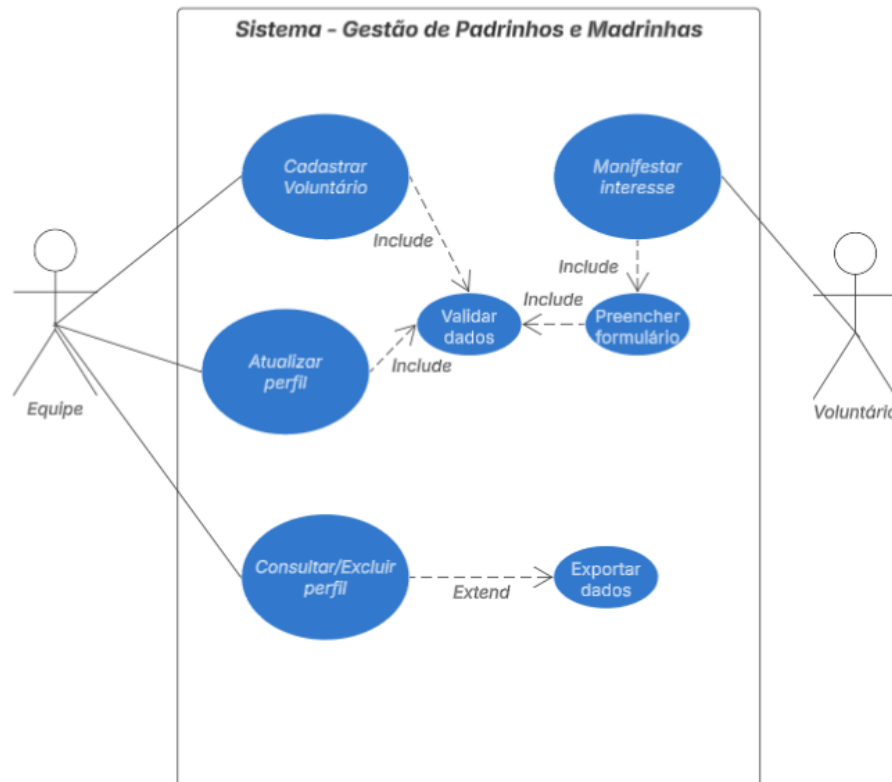 Sistema - Gestão de Padrinhos e Madrinhas
Cadastrar
Voluntário
Manifestar
interesse
Include
Include
Include
Validar
dados
Preencher
formulário
Atualizar
perfil
Include
Equipe
Voluntário
Consultar/Excluir
perfil
Extend
Exportar
dados